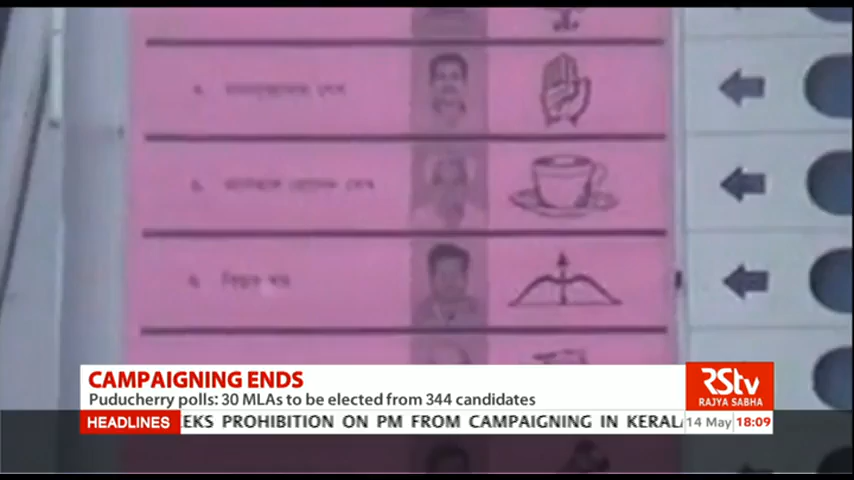 CAMPAIGNING ENDS
Puducherry polls: 30 MLAs to be elected from 344 candidates
RStv
RAJYA SABHA
HEADLINES
EKS PROHIBITION ON PM FROM CAMPAIGNING IN KERAL
14 May 18:09